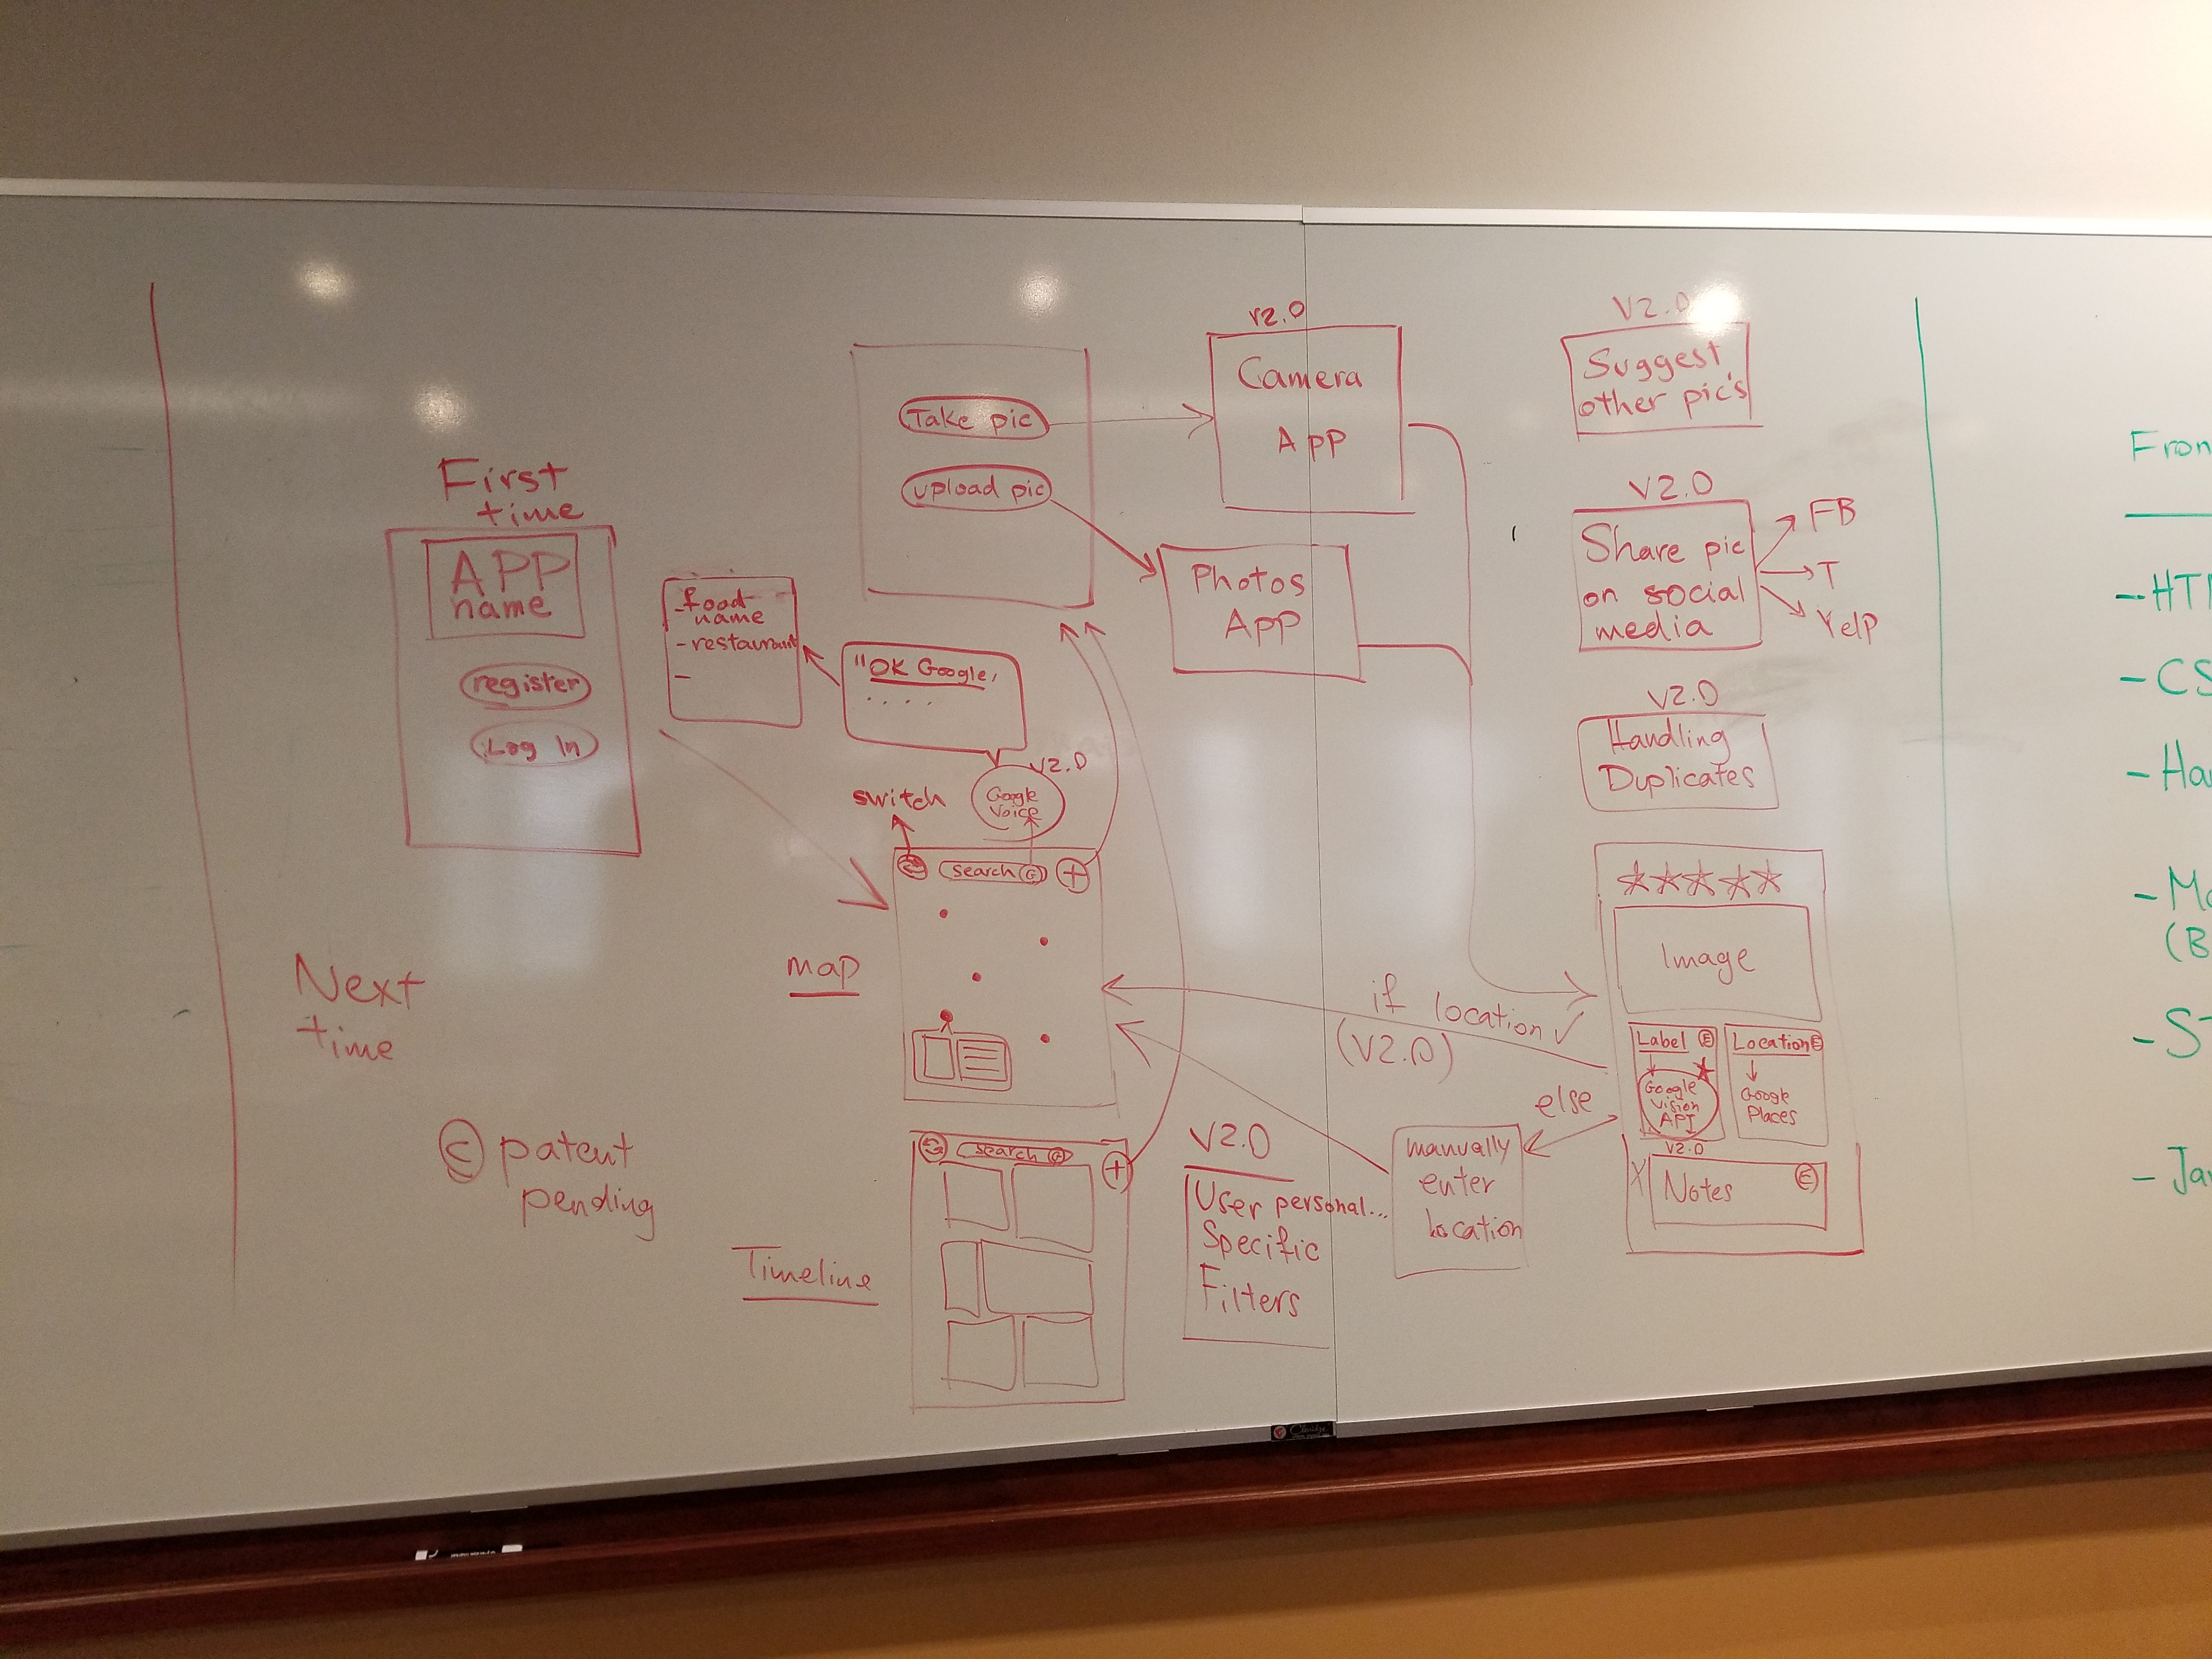 First
time
APP
name
register
Log In
Next
time
© patent
pending
food
name
-restaurant
-
"OK Google,
. . . .
V2.0
Google
Voice
switch
search G +
map
search G +
Timeline
Take pic
upload pic
V2.0
Camera
App
Photos
App
V2.0
User personal...
Specific
Filters
if location ✓
(V2.0)
else
manually
enter
location
V2.0
Suggest
other pic's
V2.0
Share pic
on social
media
FB
T
Yelp
V2.0
Handling
Duplicates
Image
Label E
Google
Vision
API
V2.0
Location E
Google
Places
Notes E
Fron
-HT
-CS
-Ha
-Mo
(B
-S
-Ja